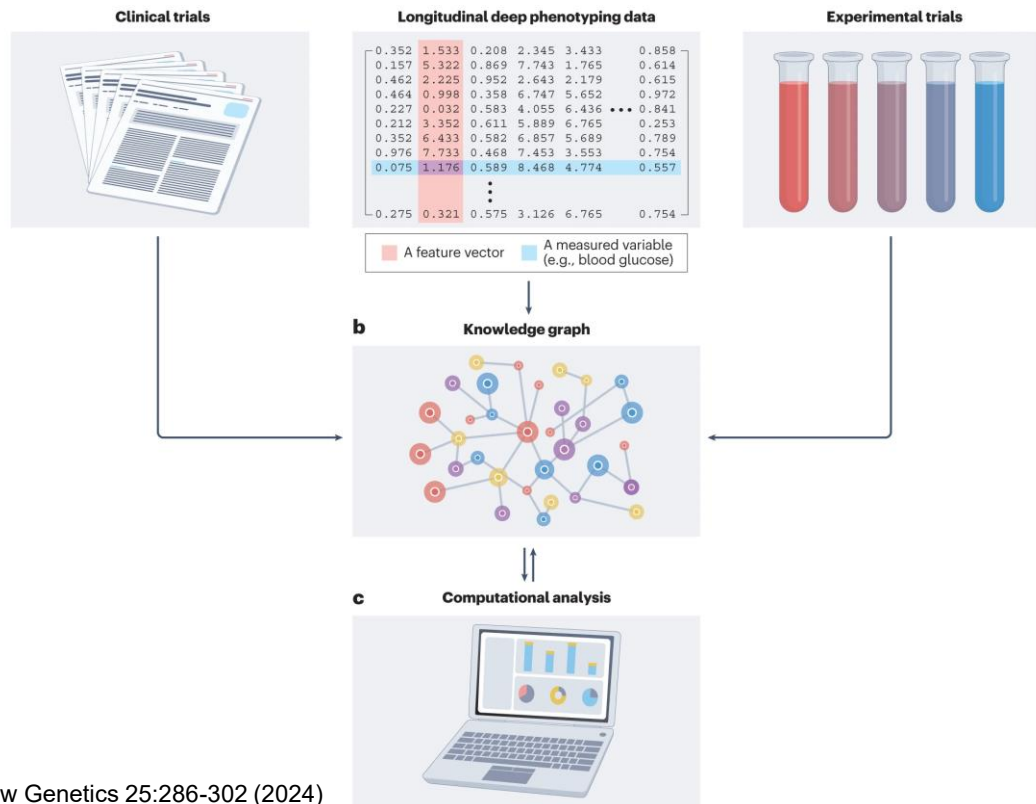 Clinical trials
Longitudinal deep phenotyping data
Experimental trials
0.352 1.533 0.208 2.345 3.433 0.858
0.157 5.322 0.869 7.743 1.765 0.614
0.462 2.225 0.952 2.643 2.179 0.615
0.464 0.998 0.358 6.747 5.652 0.972
0.227 0.032 0.583 4.055 6.436 ••• 0.841
0.212 3.352 0.611 5.889 6.765 0.253
0.352 6.433 0.582 6.857 5.689 0.789
0.976 7.733 0.468 7.453 3.553 0.754
0.075 1.176 0.589 8.468 4.774 0.557
0.275 0.321 0.575 3.126 6.765 0.754
A feature vector
A measured variable
(e.g., blood glucose)
b
Knowledge graph
c
Computational analysis
w Genetics 25:286-302 (2024)